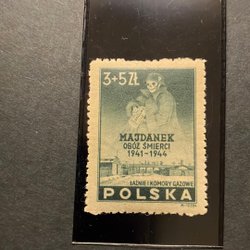 3+5 ZŁ
MAJDANEK
OBÓZ ŚMIERCI
1941-1944
ŁAŹNIE I KOMORY GAZOWE
POLSKA